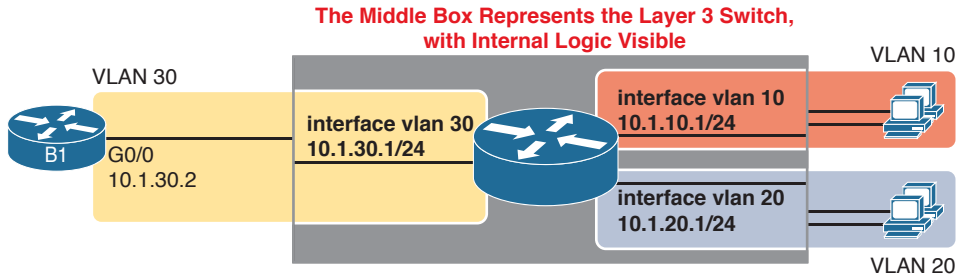 The Middle Box Represents the Layer 3 Switch,
with Internal Logic Visible
VLAN 30
B1
G0/0
10.1.30.2
interface vlan 30
10.1.30.1/24
VLAN 10
interface vlan 10
10.1.10.1/24
interface vlan 20
10.1.20.1/24
VLAN 20